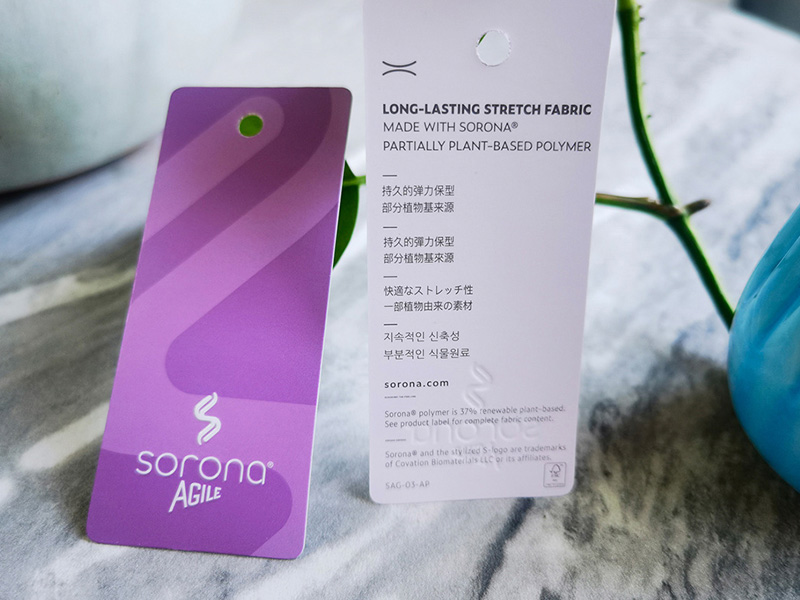 sorona®
AGILE
LONG-LASTING STRETCH FABRIC
MADE WITH SORONA®
PARTIALLY PLANT-BASED POLYMER
持久的弹力保型
部分植物基来源
持久的彈力保型
部分植物基來源
快適なストレッチ性
一部植物由来の素材
지속적인 신축성
부분적인 식물원료
sorona.com
Sorona® polymer is 37% renewable plant-based.
See product label for complete fabric content.
Sorona® and the stylized S-logo are trademarks
of Covation Biomaterials LLC or its affiliates.
SAG-03-AP